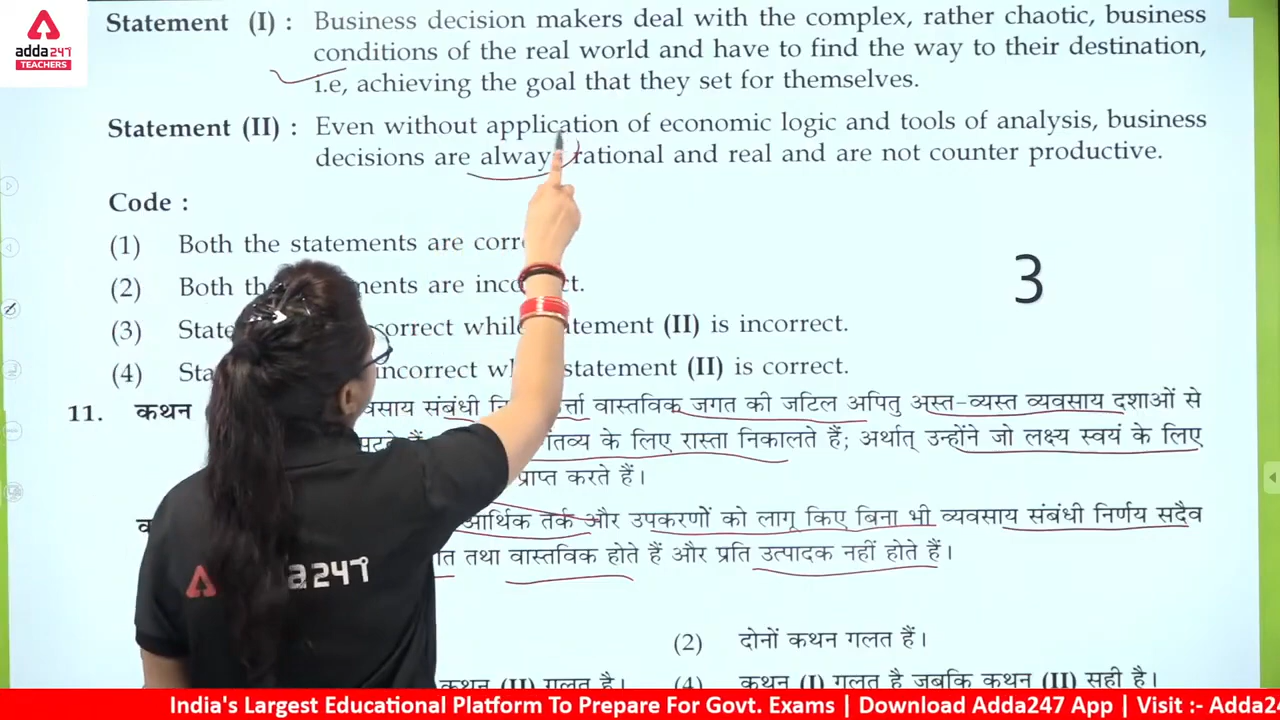 adda247
TEACHERS
Statement (I) : Business decision makers deal with the complex, rather chaotic, business
conditions of the real world and have to find the way to their destination,
i.e, achieving the goal that they set for themselves.
Statement (II) : Even without application of economic logic and tools of analysis, business
decisions are alway rational and real and are not counter productive.
Code :
(1) Both the statements are corr
(2) Both th ments are inco ct.
3
(3) State correct while tement (II) is incorrect.
(4) Sta incorrect w statement (II) is correct.
11. कथन वसाय संबंधी नि र्त्ता वास्तविक जगत की जटिल अपितु अस्त-व्यस्त व्यवसाय दशाओं से
तव्य के लिए रास्ता निकालते हैं; अर्थात् उन्होंने जो लक्ष्य स्वयं के लिए
प्राप्त करते हैं।
आर्थिक तर्क और उपकरणों को लागू किए बिना भी व्यवसाय संबंधी निर्णय सदैव
त तथा वास्तविक होते हैं और प्रति उत्पादक नहीं होते हैं।
a247
(2) दोनों कथन गलत हैं।
कथन (II) गलत है।
(4) कथन (I) गलत है जबकि कथन (II) सही है।
India's Largest Educational Platform To Prepare For Govt. Exams | Download Adda247 App | Visit :- Adda2